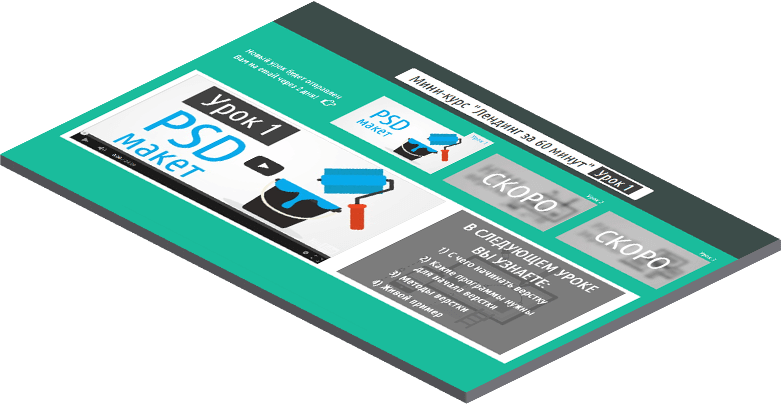 Мини-курс "Лендинг за 60 минут" Урок 1
Новый урок будет отправлен
Вам на email через 2 дня!
Урок 1
PSD
макет
PSD
макет
Урок 1
СКОРО
Урок 2
СКОРО
Урок 3
В СЛЕДУЮЩЕМ УРОКЕ
ВЫ УЗНАЕТЕ:
1) С чего начинать верстку
2) Какие программы нужны
для начала верстки
3) Методы верстки
4) Живой пример